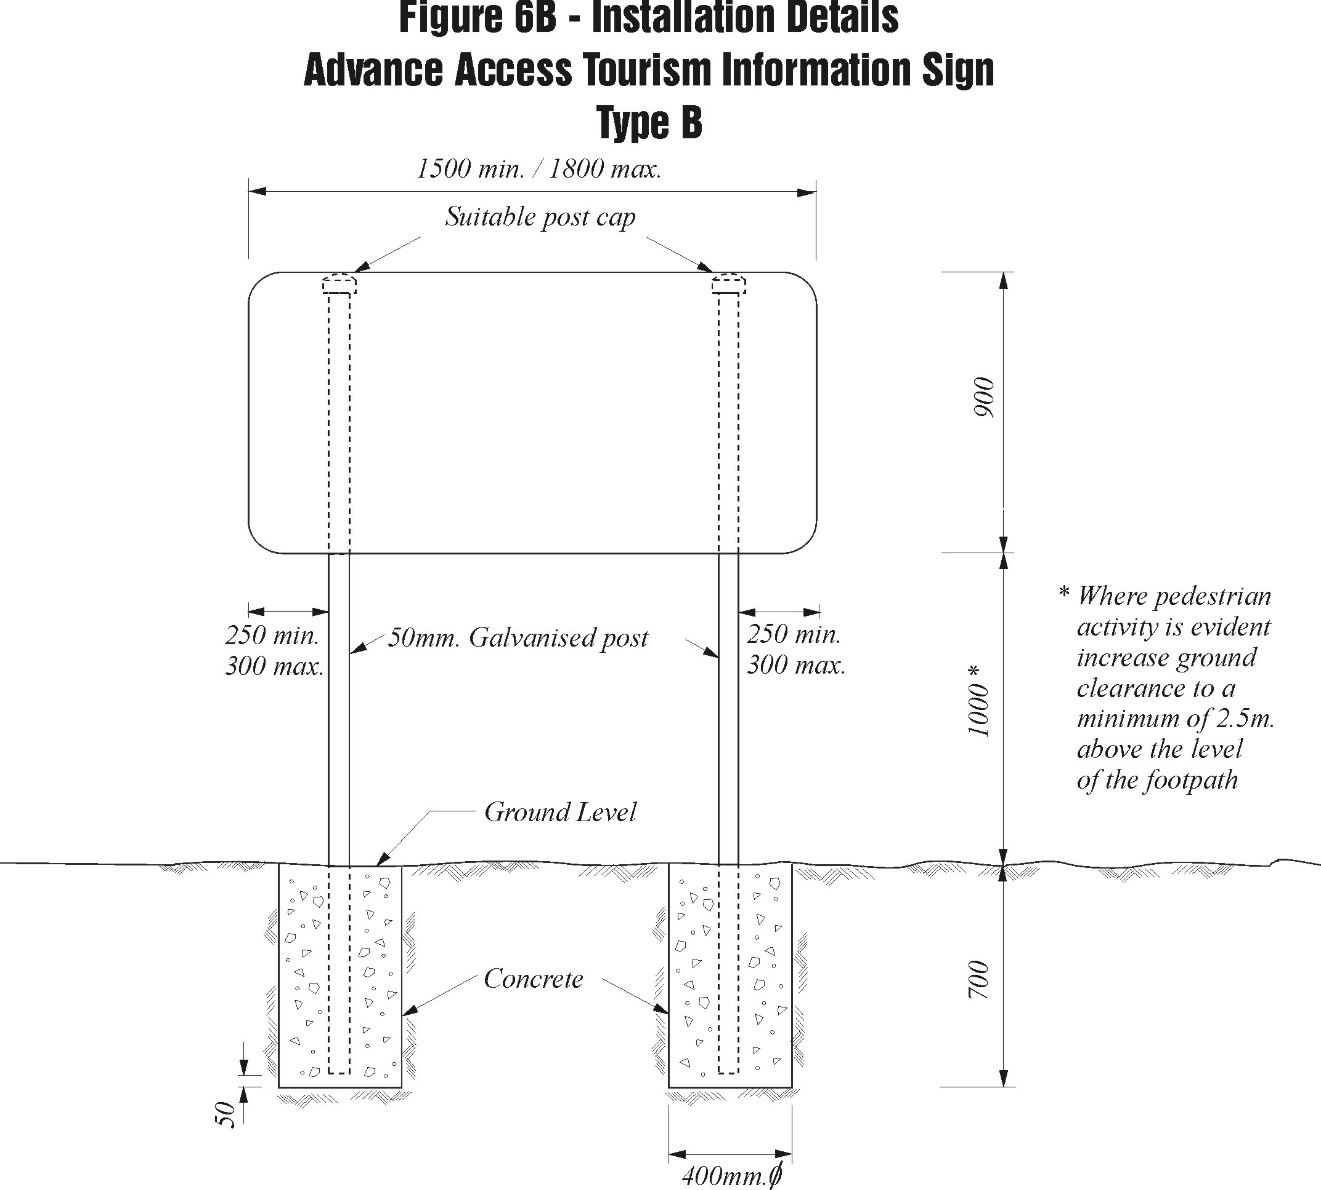 Figure 6B - Installation Details
Advance Access Tourism Information Sign
Type B
1500 min. / 1800 max.
Suitable post cap
900
250 min.
300 max.
50mm. Galvanised post
250 min.
300 max.
1000 *
* Where pedestrian
activity is evident
increase ground
clearance to a
minimum of 2.5m.
above the level
of the footpath
Ground Level
Concrete
700
50
400mm.ϕ